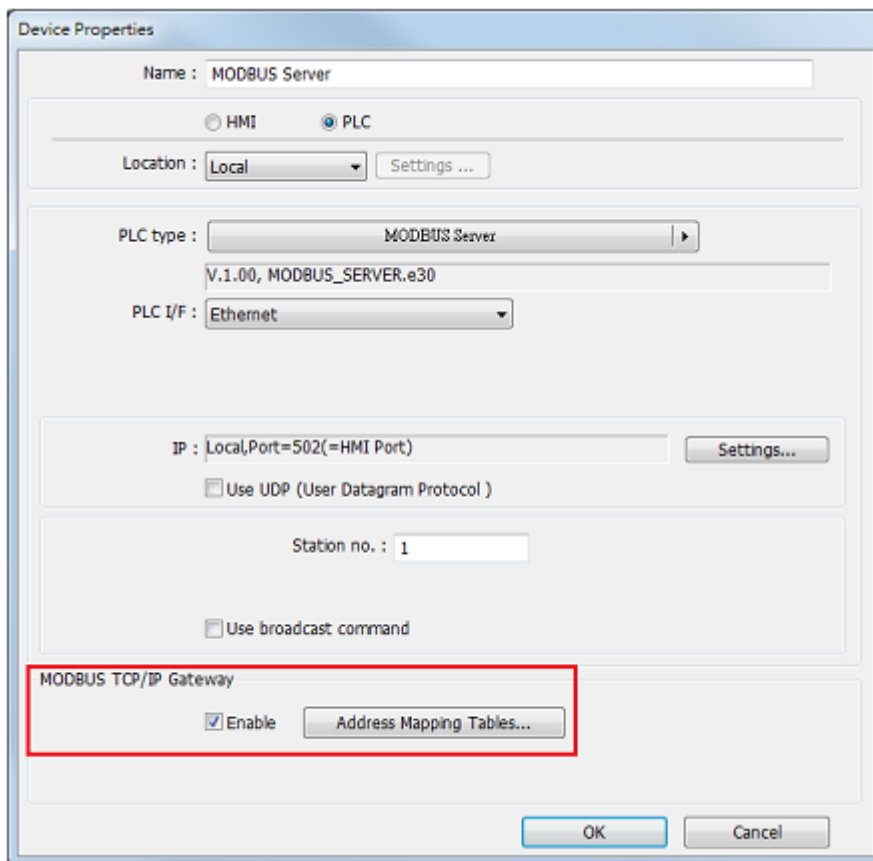 Device Properties
Name : MODBUS Server
HMI PLC
Location : Local Settings ...
PLC type : MODBUS Server
V.1.00, MODBUS_SERVER.e30
PLC I/F : Ethernet
IP : Local,Port=502(=HMI Port) Settings...
Use UDP (User Datagram Protocol )
Station no. : 1
Use broadcast command
MODBUS TCP/IP Gateway
Enable Address Mapping Tables...
OK Cancel